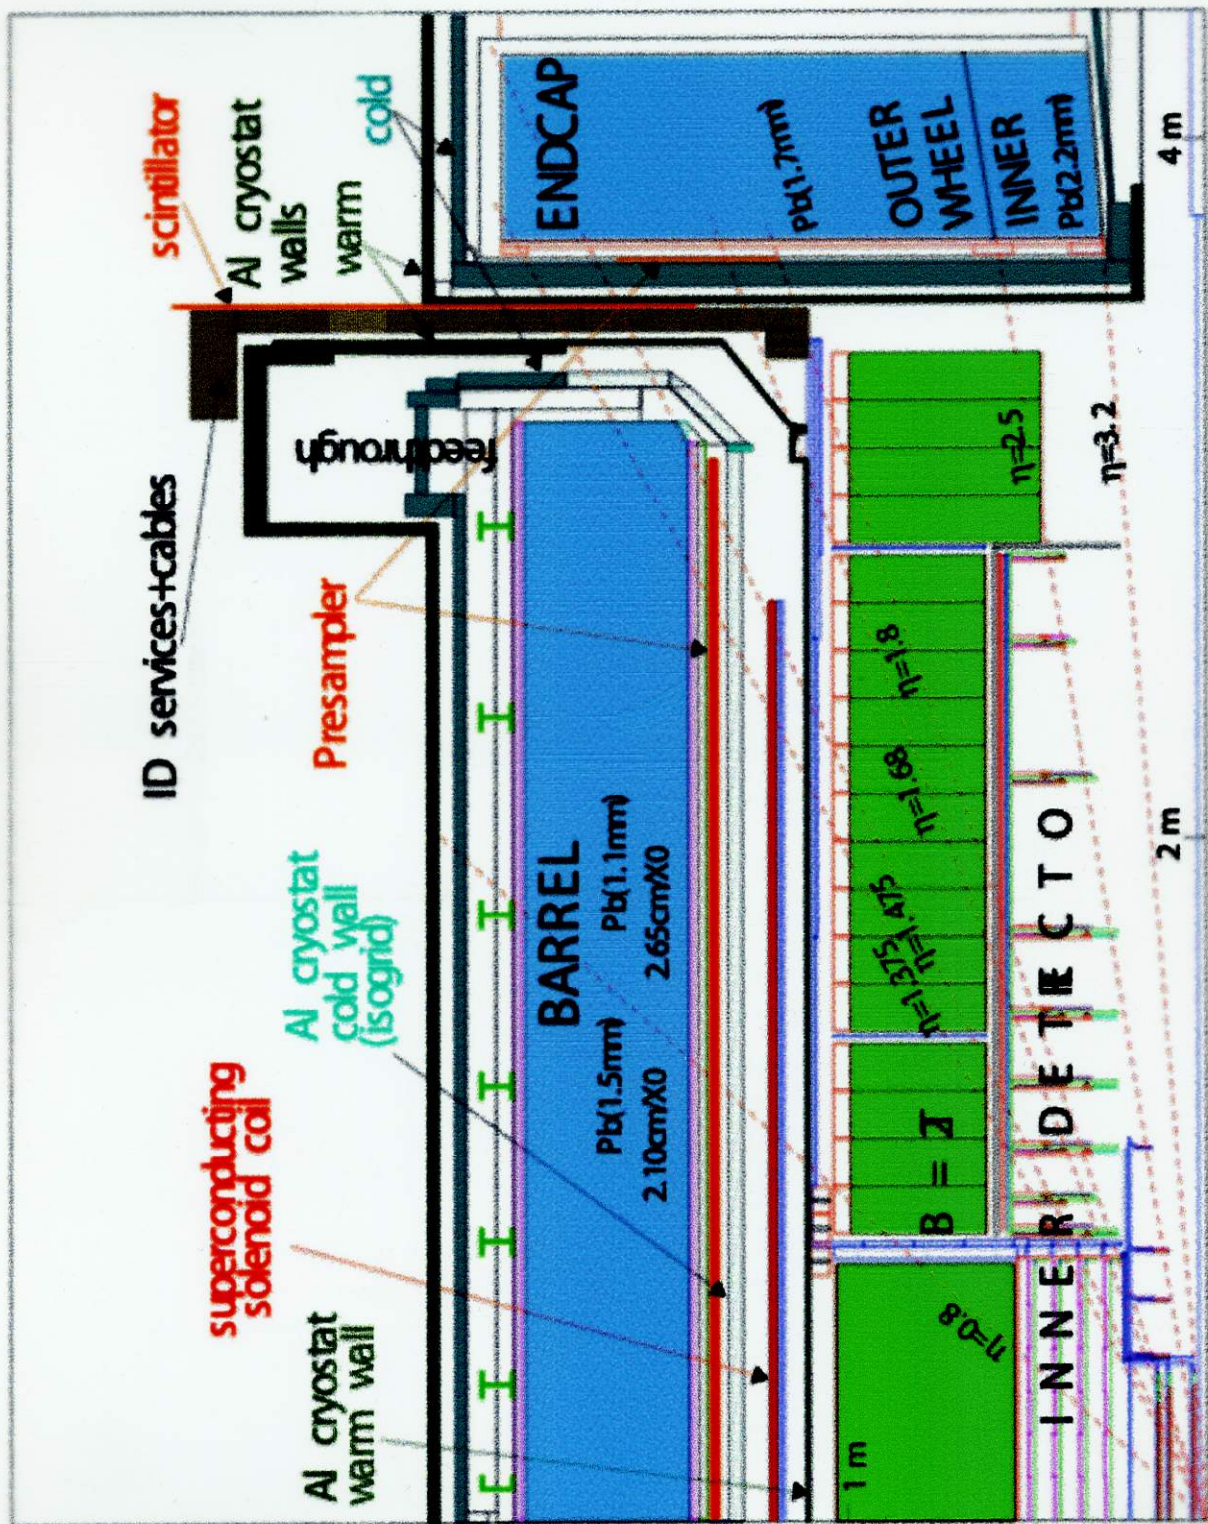 superconducting
solenoid coil
Al cryostat
warm wall
Al cryostat
cold wall
(isogrid)
ID services+cables
Presampler
scintillator
Al cryostat
walls
warm
cold
feedthrough
BARREL
Pb(1.5mm)
Pb(1.1mm)
2.10cm/X0
2.65cm/X0
ENDCAP
Pb(1.7mm)
OUTER
WHEEL
INNER
Pb(2.2mm)
1 m
η=0.8
η=1.375
η=1.475
η=1.68
η=1.8
η=2.5
η=3.2
INNER DETECTO
2 m
4 m